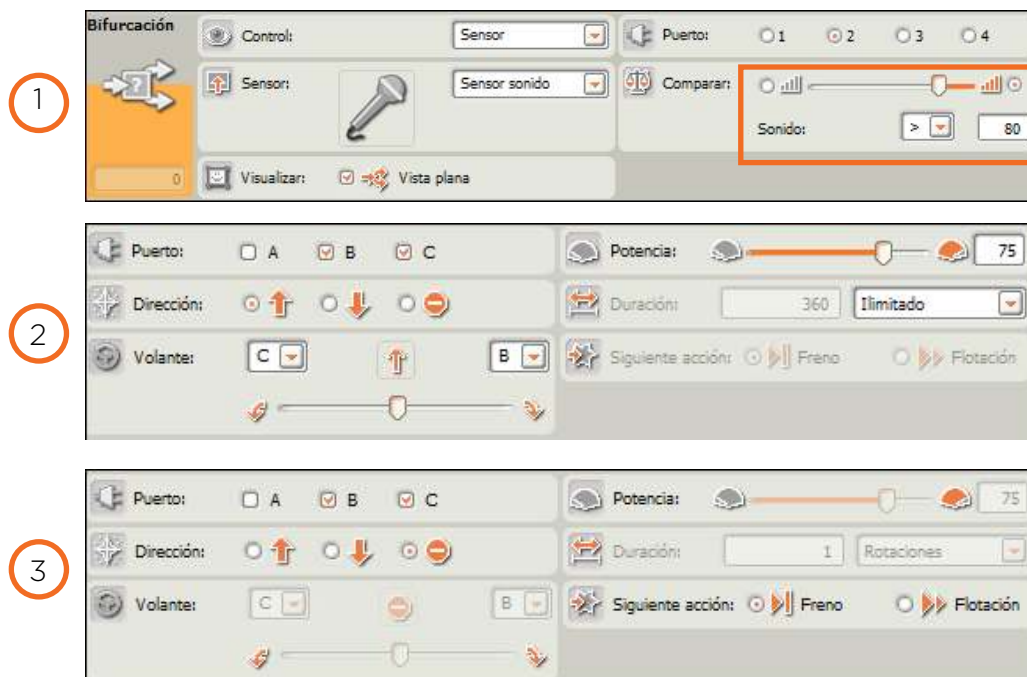 1
Bifurcación
0
Control: Sensor
Sensor: Sensor sonido
Visualizar: Vista plana
Puerto: 1 2 3 4
Comparar:
Sonido: > 80
2
Puerto: A B C
Dirección:
Volante: C B
Potencia: 75
Duración: 360 Ilimitado
Siguiente acción: Freno Flotación
3
Puerto: A B C
Dirección:
Volante: C B
Potencia: 75
Duración: 1 Rotaciones
Siguiente acción: Freno Flotación